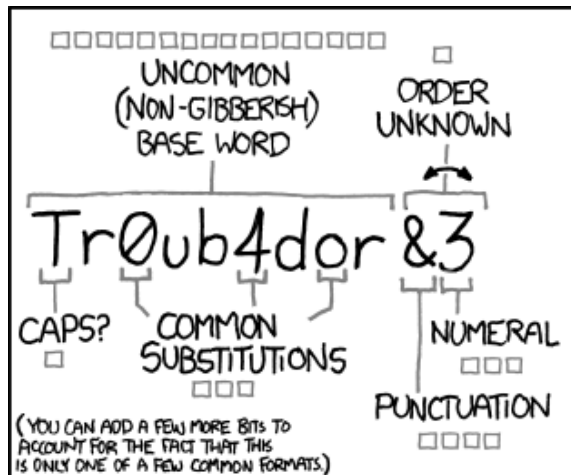 UNCOMMON
(NON-GIBBERISH)
BASE WORD
ORDER
UNKNOWN
Tr0ub4dor &3
CAPS?
COMMON
SUBSTITUTIONS
NUMERAL
PUNCTUATION
(YOU CAN ADD A FEW MORE BITS TO
ACCOUNT FOR THE FACT THAT THIS
IS ONLY ONE OF A FEW COMMON FORMATS.)